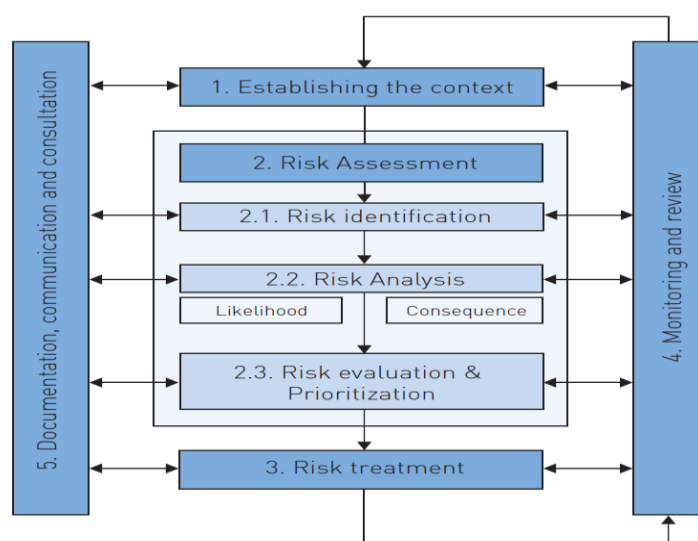 1. Establishing the context
2. Risk Assessment
2.1. Risk identification
2.2. Risk Analysis
Likelihood
Consequence
2.3. Risk evaluation &
Prioritization
3. Risk treatment
5. Documentation, communication and consultation
4. Monitoring and review